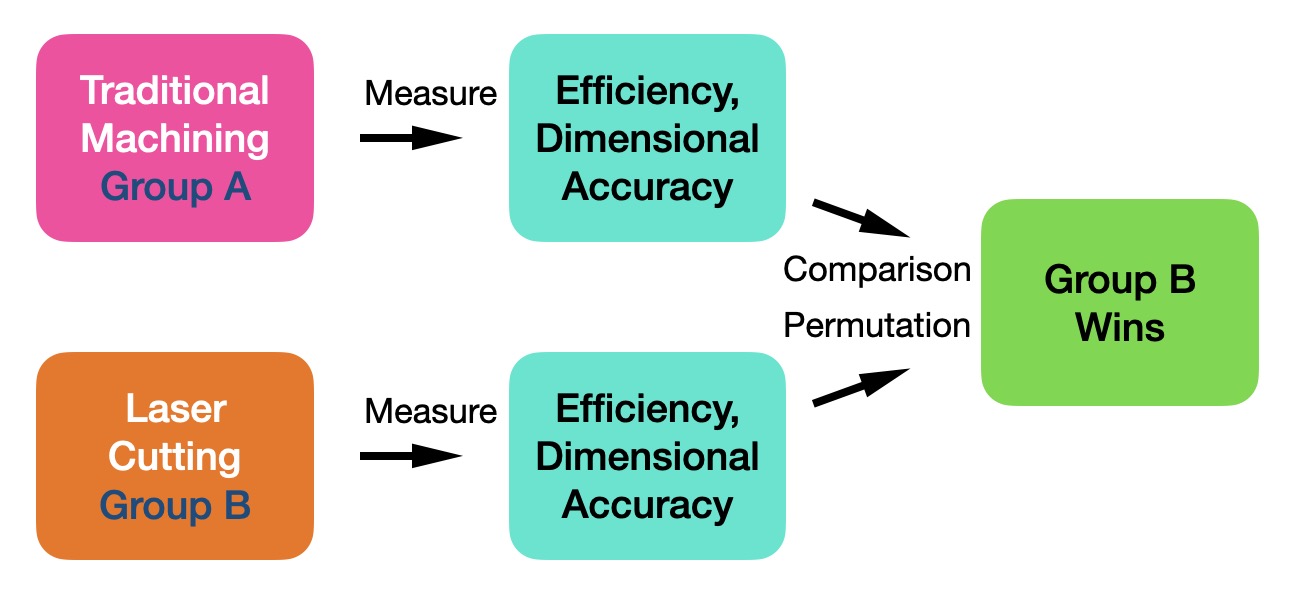 Traditional
Machining
Group A
Measure
Efficiency,
Dimensional
Accuracy
Comparison
Permutation
Group B
Wins
Laser
Cutting
Group B
Measure
Efficiency,
Dimensional
Accuracy